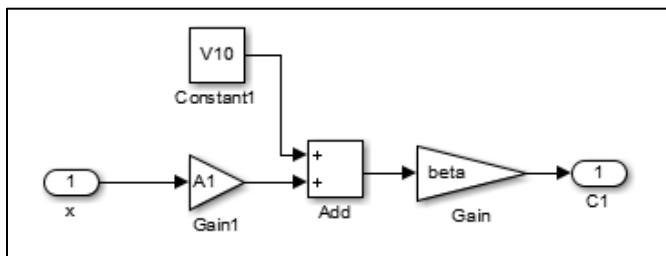 V10
Constant1
1
x
A1
Gain1
+
+
Add
beta
Gain
1
C1